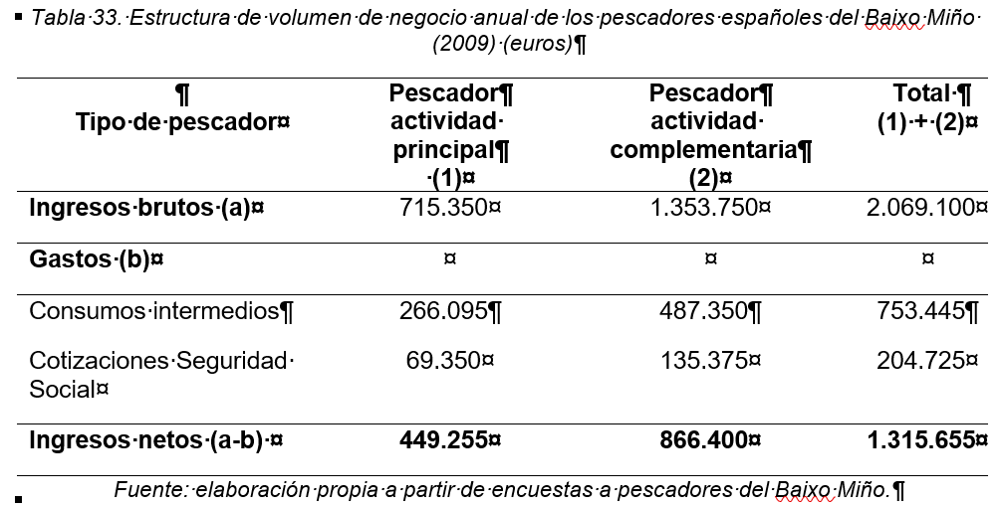 Tabla 33. Estructura de volumen de negocio anual de los pescadores españoles del Baixo Miño
(2009) (euros)¶
¶ Pescador¶ Pescador¶ Total ¶
Tipo de pescador¤ actividad actividad (1) + (2)¤
principal¶ complementaria¶
(1)¤ (2)¤
Ingresos brutos (a)¤ 715.350¤ 1.353.750¤ 2.069.100¤
Gastos (b)¤ ¤ ¤ ¤
Consumos intermedios¶ 266.095¶ 487.350¶ 753.445¶
Cotizaciones Seguridad 69.350¤ 135.375¤ 204.725¤
Social¤
Ingresos netos (a-b) ¤ 449.255¤ 866.400¤ 1.315.655¤
Fuente: elaboración propia a partir de encuestas a pescadores del Baixo Miño.¶